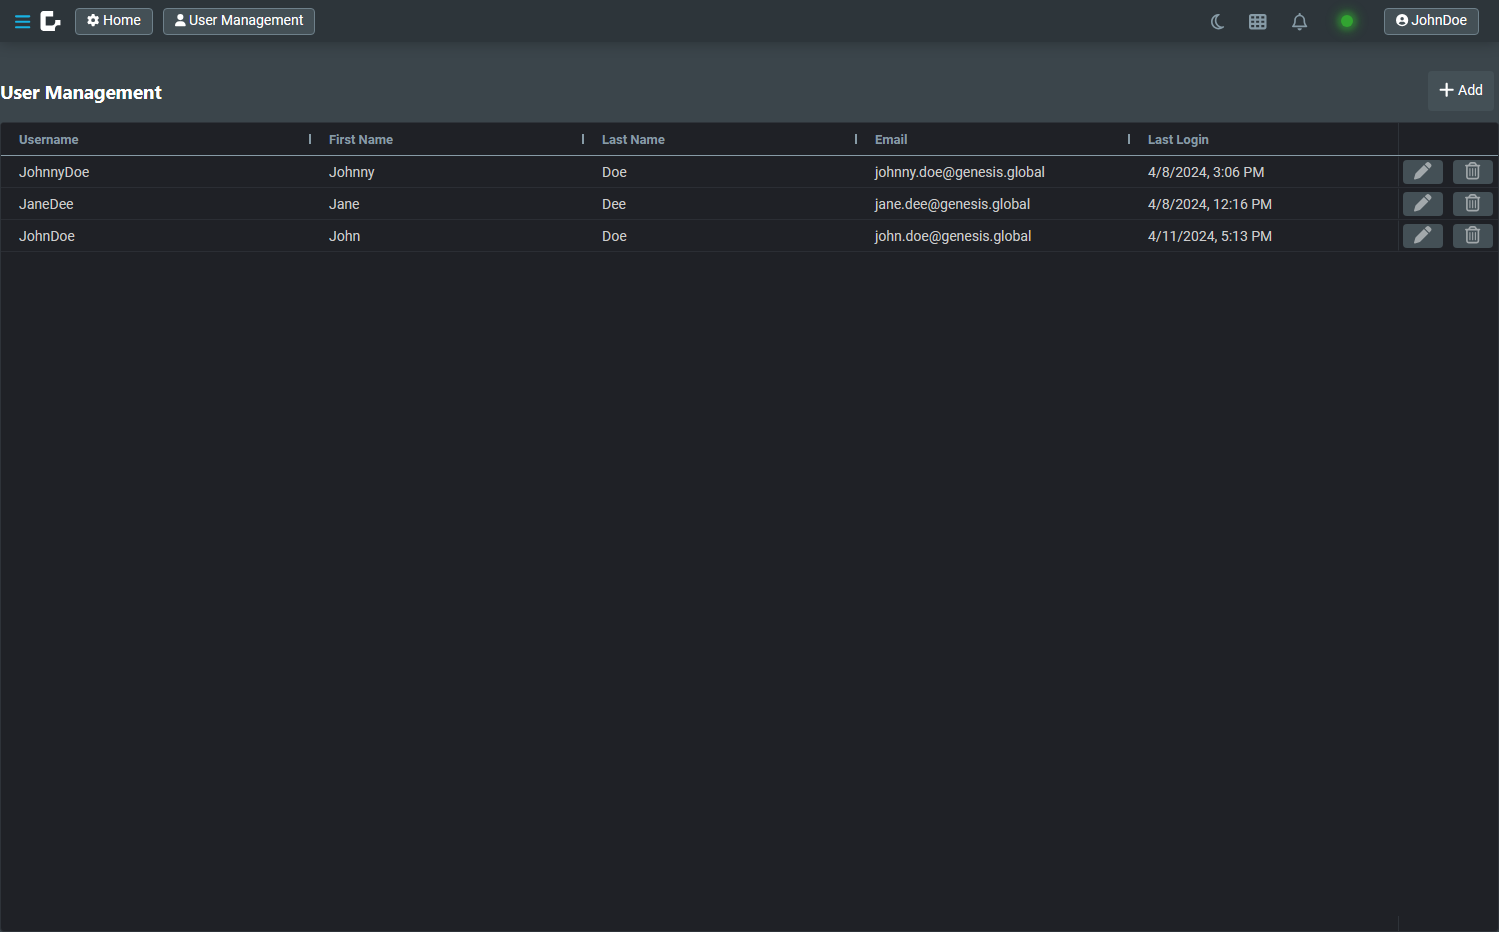 Home User Management JohnDoe
User Management
Add
Username First Name Last Name Email Last Login
JohnnyDoe Johnny Doe johnny.doe@genesis.global 4/8/2024, 3:06 PM
JaneDee Jane Dee jane.dee@genesis.global 4/8/2024, 12:16 PM
JohnDoe John Doe john.doe@genesis.global 4/11/2024, 5:13 PM